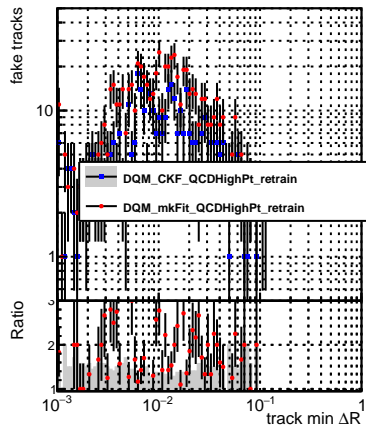 fake tracks
10
1
DQM_CKF_QCDHighPt_retrain
DQM_mkFit_QCDHighPt_retrain
Ratio
3
2
1
10⁻³ 10⁻² 10⁻¹ 1
track min ΔR